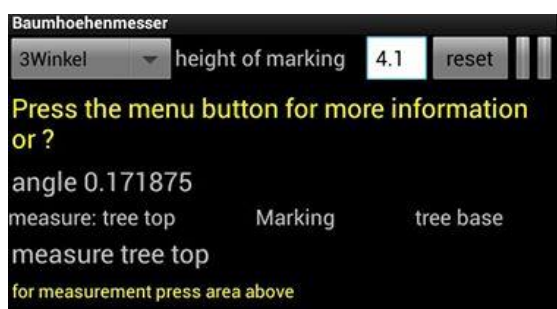 Baumhoehenmesser
3Winkel height of marking 4.1 reset
Press the menu button for more information
or ?
angle 0.171875
measure: tree top Marking tree base
measure tree top
for measurement press area above